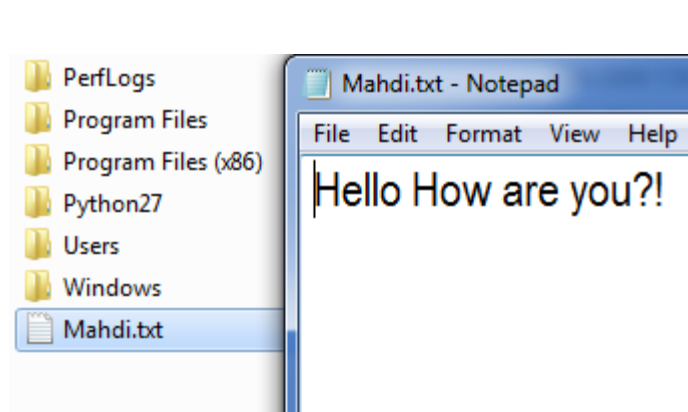 PerfLogs
Program Files
Program Files (x86)
Python27
Users
Windows
Mahdi.txt
Mahdi.txt - Notepad
File Edit Format View Help
Hello How are you?!